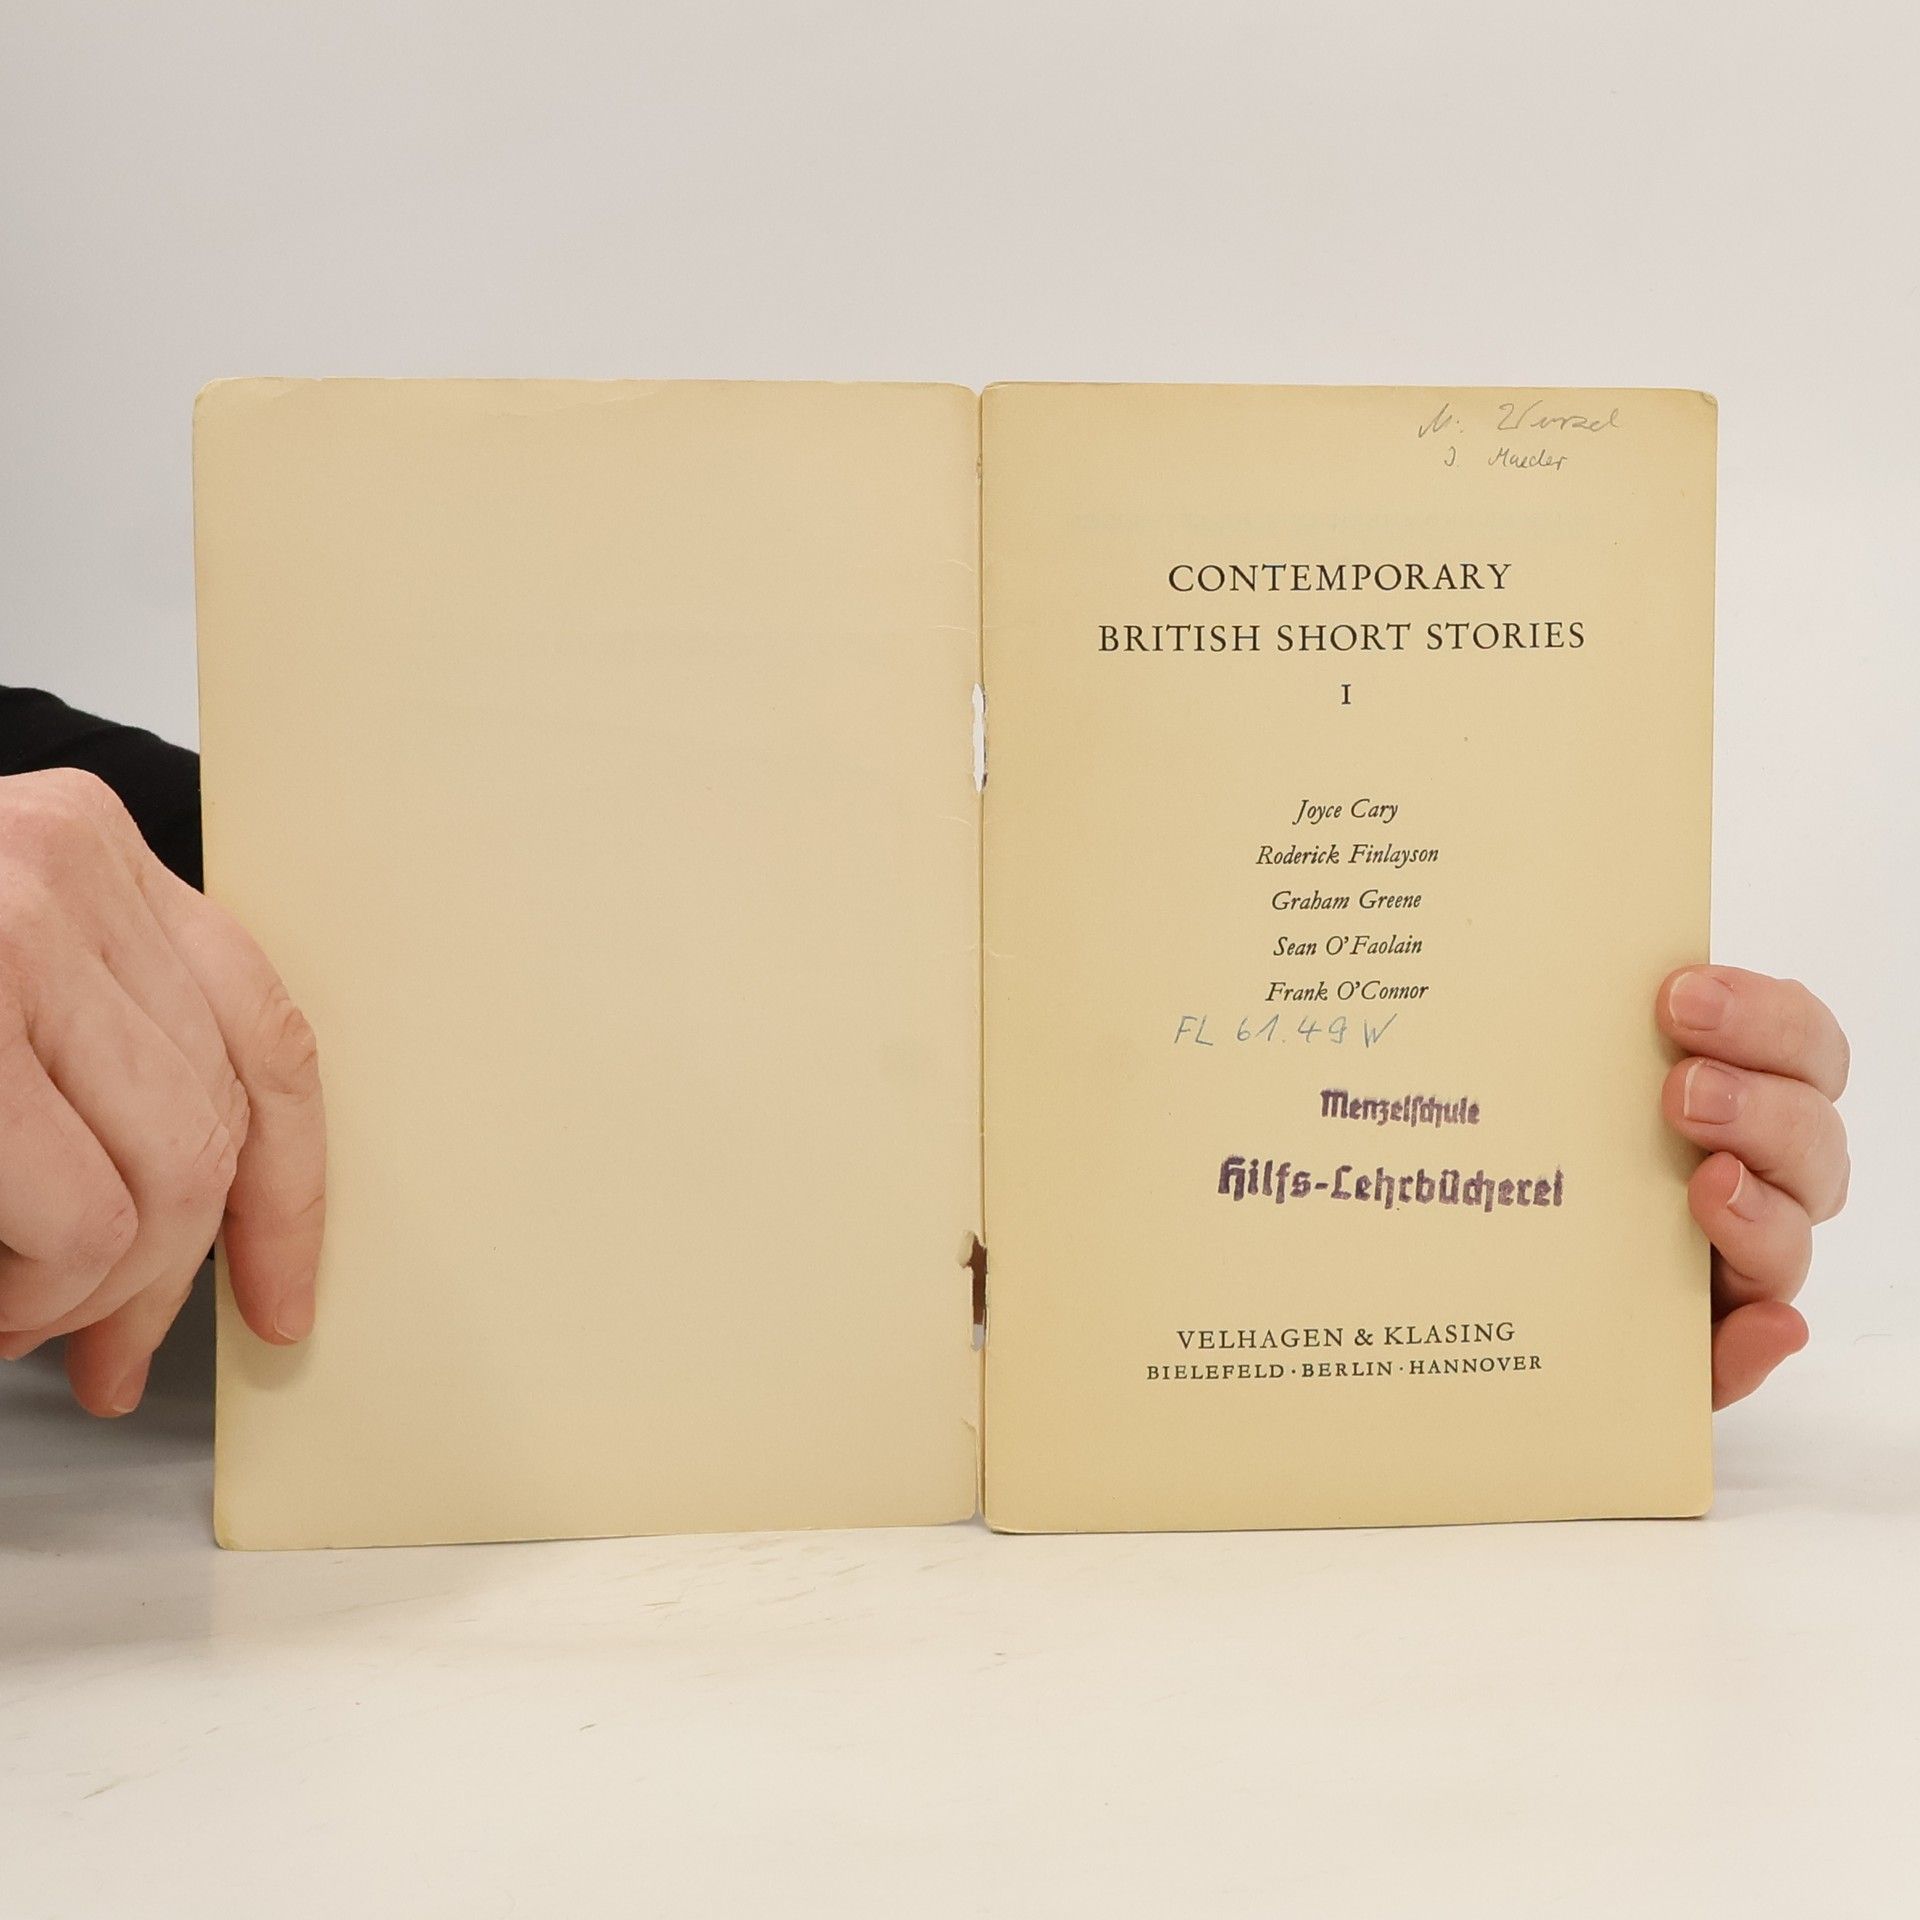 M. Wurzel
J. Maeder
CONTEMPORARY
BRITISH SHORT STORIES
I
Joyce Cary
Roderick Finlayson
Graham Greene
Sean O'Faolain
Frank O'Connor
FL 61.49 W
Menzelschule
Hilfs-Lehrbücherei
VELHAGEN & KLASING
BIELEFELD · BERLIN · HANNOVER